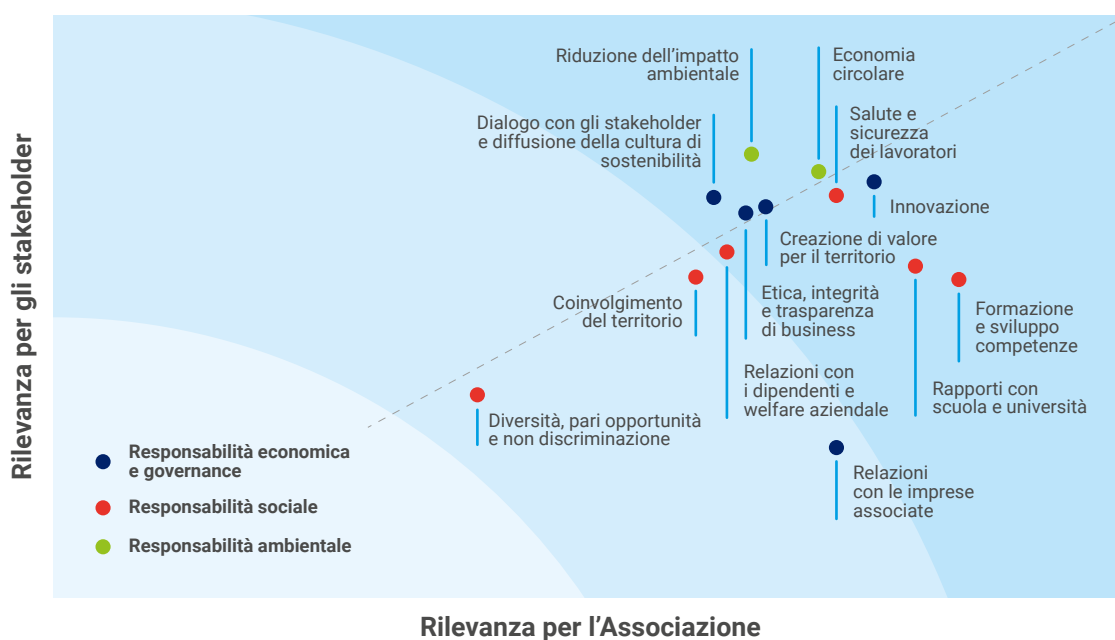 Rilevanza per gli stakeholder
Riduzione dell’impatto
ambientale
Economia
circolare
Dialogo con gli stakeholder
e diffusione della cultura di
sostenibilità
Salute e
sicurezza
dei lavoratori
Innovazione
Creazione di valore
per il territorio
Coinvolgimento
del territorio
Etica, integrità
e trasparenza
di business
Formazione
e sviluppo
competenze
Relazioni con
i dipendenti e
welfare aziendale
Rapporti con
scuola e università
Diversità, pari opportunità
e non discriminazione
Relazioni
con le imprese
associate
Responsabilità economica
e governance
Responsabilità sociale
Responsabilità ambientale
Rilevanza per l’Associazione